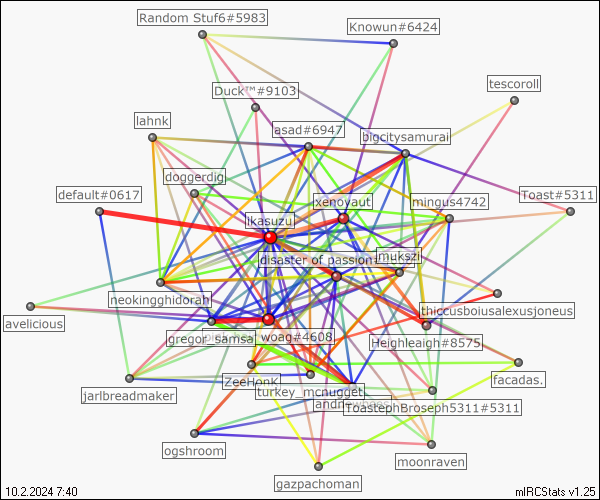 Random Stuf6#5983
Knowun#6424
tescoroll
Duck™#9103
lahnk
asad#6947
bigcitysamurai
doggerdig
default#0617
xenoyaut
mingus4742
Toast#5311
ikasuzu
disaster of passion
mukszi
neokingghidorah
thiccusboiusalexusjoneus
avelicious
gregor_samsa
woag#4608
Heighleaigh#8575
ZeeHonK
turkey_mcnugget
facadas.
jarlbreadmaker
ToastephBroseph5311#5311
ogshroom
moonraven
gazpachoman
10.2.2024 7:40
mIRCStats v1.25